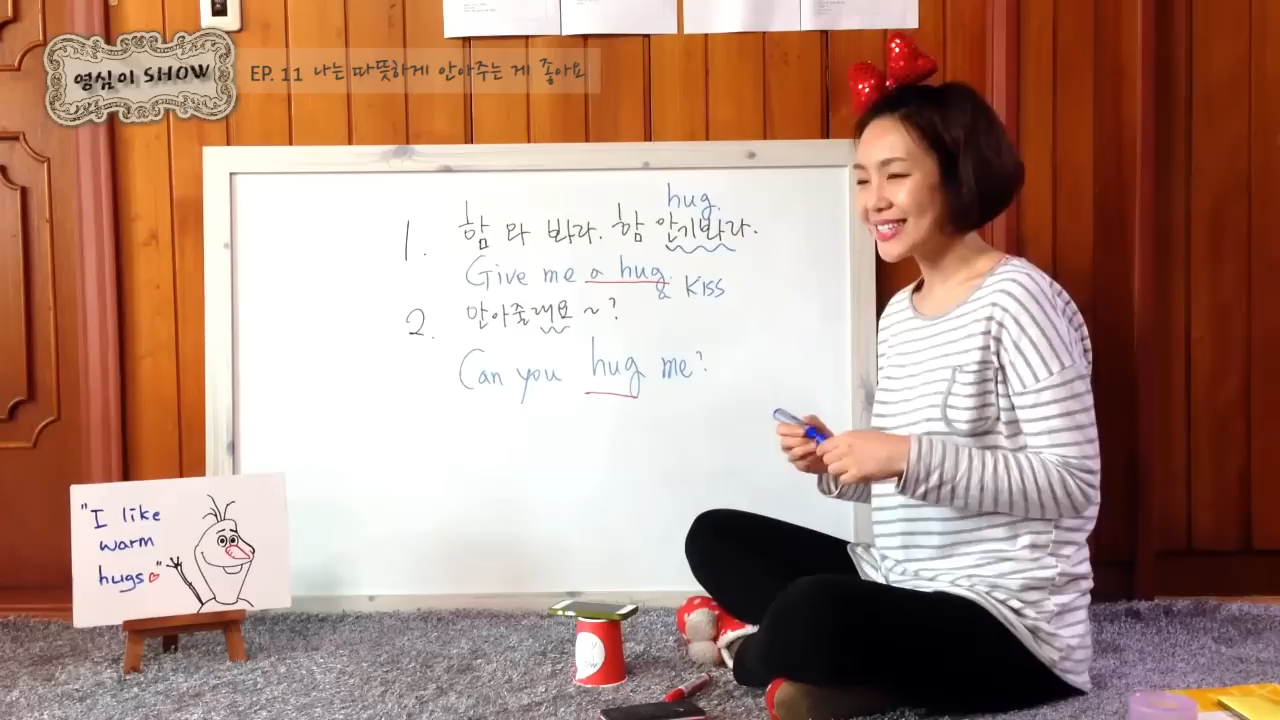 영심이 SHOW
EP. 11 나는 따뜻하게 안아주는 게 좋아요
hug.
1. 함 와 봐라. 함 안기봐라.
Give me a hug.
& Kiss
2. 안아줄래요 ~?
Can you hug me?
"I like
warm
hugs♡"